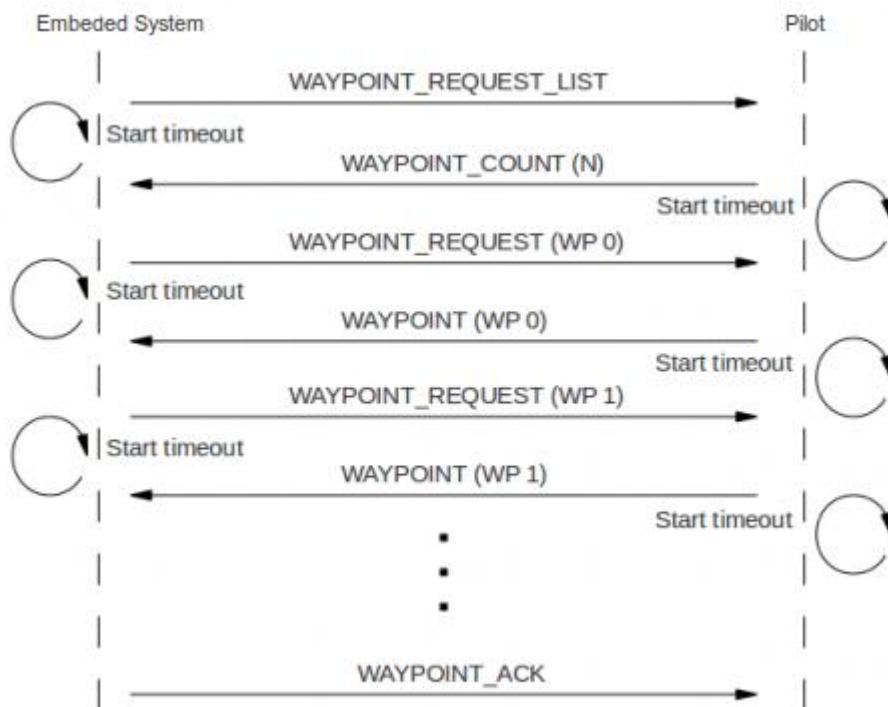 Embeded System
Pilot
WAYPOINT_REQUEST_LIST
Start timeout
WAYPOINT_COUNT (N)
Start timeout
WAYPOINT_REQUEST (WP 0)
Start timeout
WAYPOINT (WP 0)
Start timeout
WAYPOINT_REQUEST (WP 1)
Start timeout
WAYPOINT (WP 1)
Start timeout
WAYPOINT_ACK